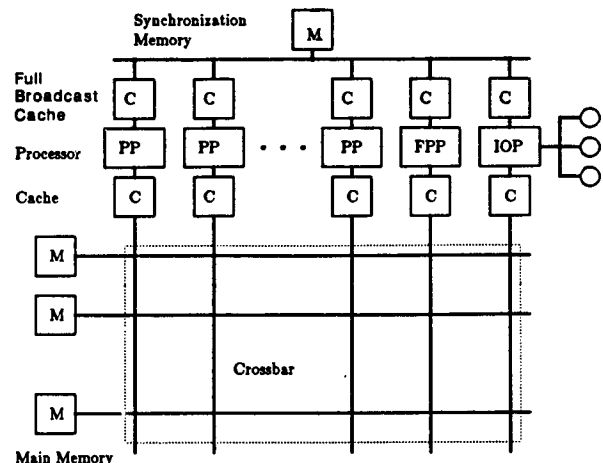 Synchronization
Memory
M
Full
Broadcast
Cache
C C C C C
Processor
PP PP . . . PP FPP IOP
Cache
C C C C C
M
M
Crossbar
M
Main Memory